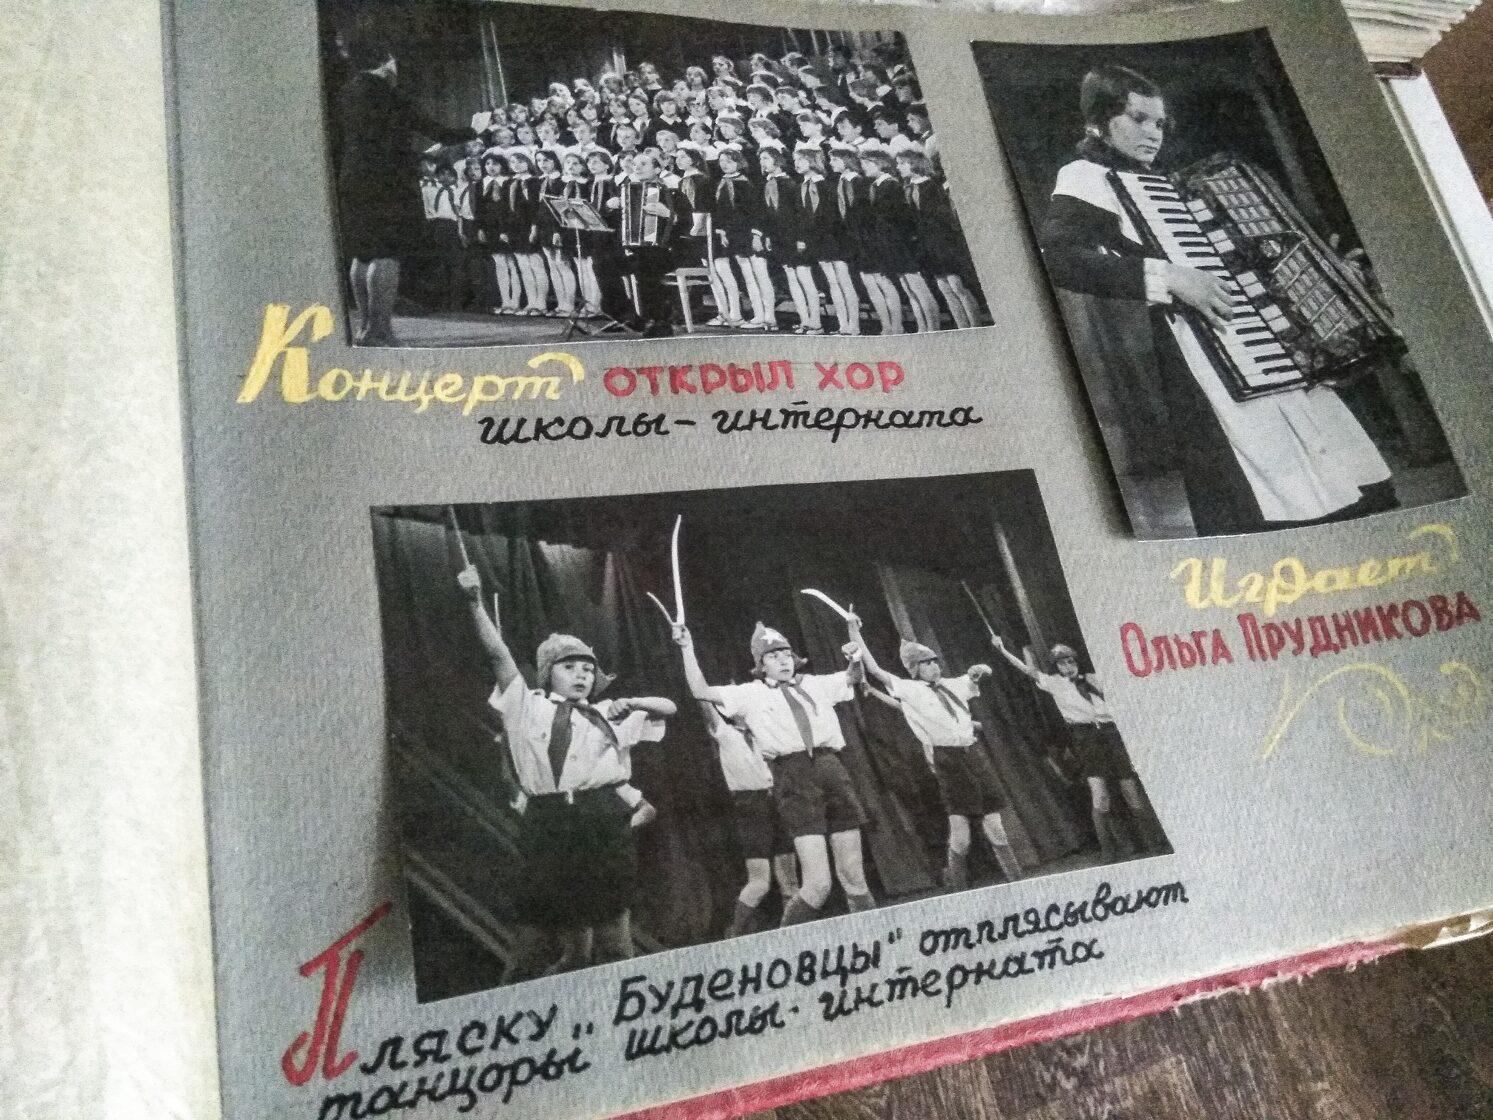 Концерт открыл хор
школы-интерната
Играет
Ольга Прудникова
Пляску „Буденовцы" отплясывают
танцоры школы-интерната